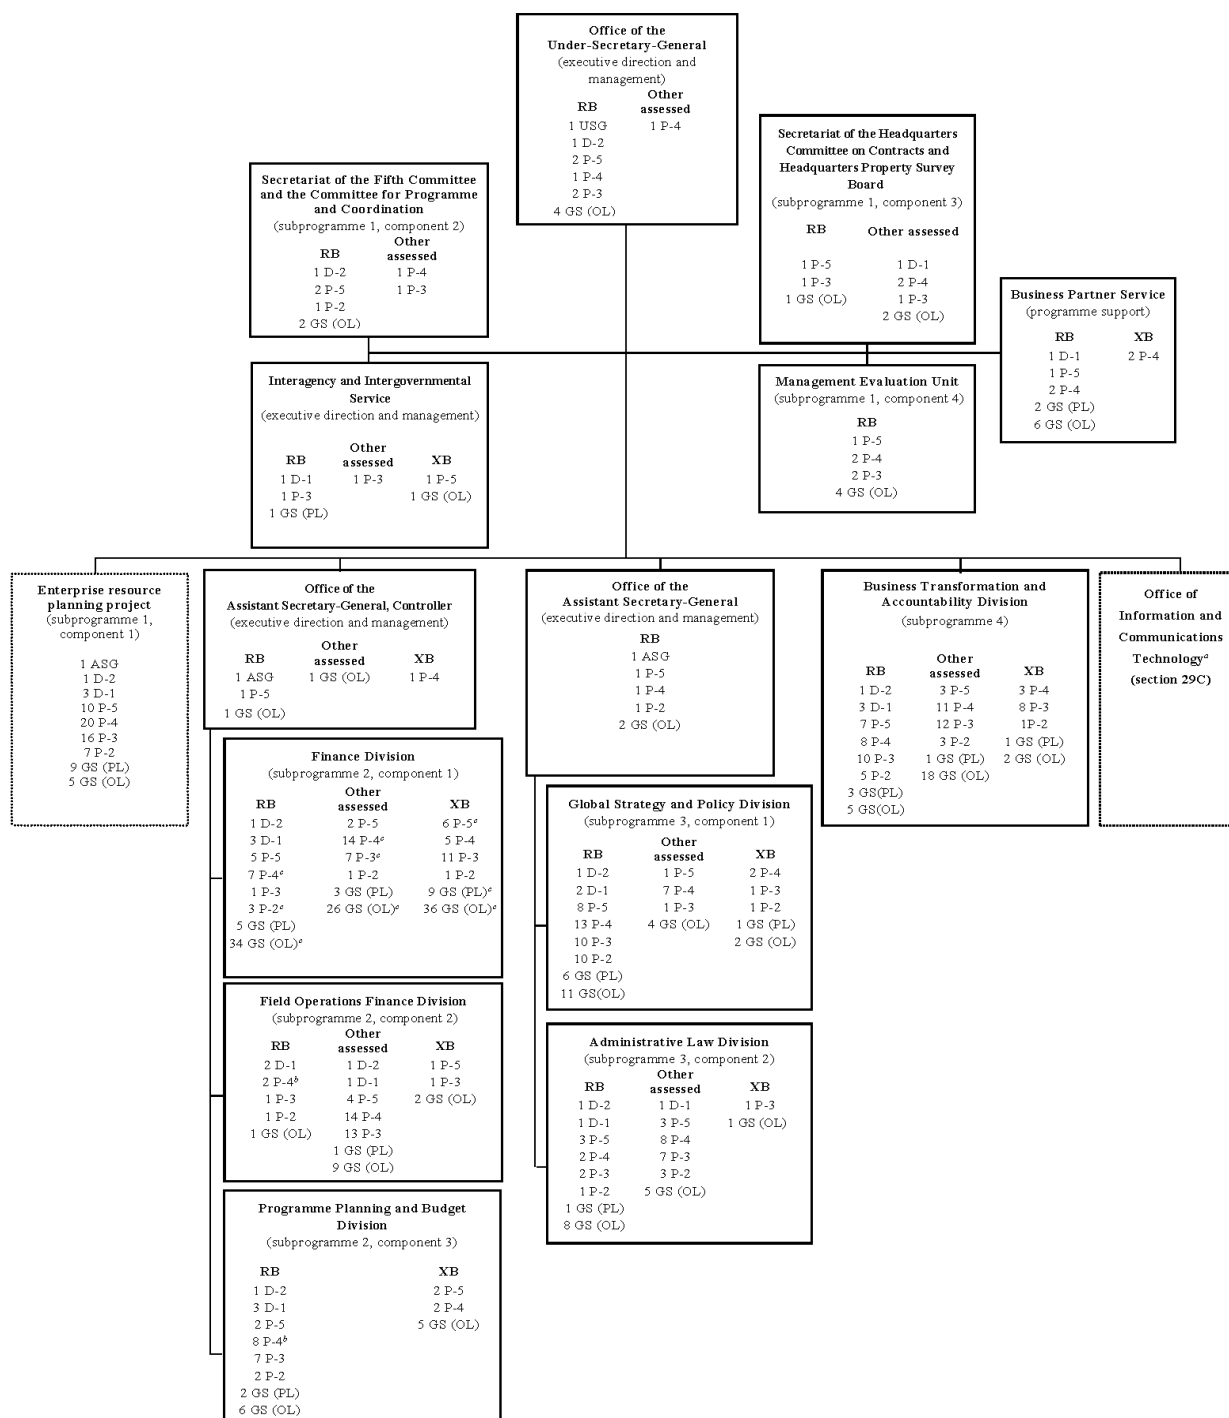 Office of the
Under-Secretary-General
(executive direction and
management)
RB
Other
assessed
1 USG
1 P-4
1 D-2
2 P-5
1 P-4
2 P-3
4 GS (OL)
Secretariat of the Headquarters
Committee on Contracts and
Headquarters Property Survey
Board
(subprogramme 1, component 3)
RB Other assessed
1 P-5 1 D-1
1 P-3 2 P-4
1 GS (OL) 1 P-3
2 GS (OL)
Secretariat of the Fifth Committee
and the Committee for Programme
and Coordination
(subprogramme 1, component 2)
RB
Other
assessed
1 D-2 1 P-4
2 P-5 1 P-3
1 P-2
2 GS (OL)
Business Partner Service
(programme support)
RB XB
1 D-1 2 P-4
1 P-5
2 P-4
2 GS (PL)
6 GS (OL)
Interagency and Intergovernmental
Service
(executive direction and management)
Other
RB assessed XB
1 D-1 1 P-3 1 P-5
1 P-3 1 GS (OL)
1 GS (PL)
Management Evaluation Unit
(subprogramme 1, component 4)
RB
1 P-5
2 P-4
2 P-3
4 GS (OL)
Enterprise resource
planning project
(subprogramme 1,
component 1)
1 ASG
1 D-2
3 D-1
10 P-5
20 P-4
16 P-3
7 P-2
9 GS (PL)
5 GS (OL)
Office of the
Assistant Secretary-General, Controller
(executive direction and management)
Other
RB assessed XB
1 ASG 1 GS (OL) 1 P-4
1 P-5
1 GS (OL)
Office of the
Assistant Secretary-General
(executive direction and management)
RB
1 ASG
1 P-5
1 P-4
1 P-2
2 GS (OL)
Business Transformation and
Accountability Division
(subprogramme 4)
Other
RB assessed XB
1 D-2 3 P-5 3 P-4
3 D-1 11 P-4 8 P-3
7 P-5 12 P-3 1P-2
8 P-4 3 P-2 1 GS (PL)
10 P-3 1 GS (PL) 2 GS (OL)
5 P-2 18 GS (OL)
3 GS(PL)
5 GS(OL)
Office of
Information and
Communications
Technology^a
(section 29C)
Finance Division
(subprogramme 2, component 1)
Other
RB assessed XB
1 D-2 2 P-5 6 P-5^e
3 D-1 14 P-4^e 5 P-4
5 P-5 7 P-3^e 11 P-3
7 P-4^e 1 P-2 1 P-2
1 P-3 3 GS (PL) 9 GS (PL)^e
3 P-2^e 26 GS (OL)^e 36 GS (OL)^e
5 GS (PL)
34 GS (OL)^e
Global Strategy and Policy Division
(subprogramme 3, component 1)
Other
RB assessed XB
1 D-2 1 P-5 2 P-4
2 D-1 7 P-4 1 P-3
8 P-5 1 P-3 1 P-2
13 P-4 4 GS (OL) 1 GS (PL)
10 P-3 2 GS (OL)
10 P-2
6 GS (PL)
11 GS(OL)
Field Operations Finance Division
(subprogramme 2, component 2)
Other
RB assessed XB
2 D-1 1 D-2 1 P-5
2 P-4^b 1 D-1 1 P-3
1 P-3 4 P-5 2 GS (OL)
1 P-2 14 P-4
1 GS (OL) 13 P-3
1 GS (PL)
9 GS (OL)
Administrative Law Division
(subprogramme 3, component 2)
Other
RB assessed XB
1 D-2 1 D-1 1 P-3
1 D-1 3 P-5 1 GS (OL)
3 P-5 8 P-4
2 P-4 7 P-3
2 P-3 3 P-2
1 P-2 5 GS (OL)
1 GS (PL)
8 GS (OL)
Programme Planning and Budget
Division
(subprogramme 2, component 3)
RB XB
1 D-2 2 P-5
3 D-1 2 P-4
2 P-5 5 GS (OL)
8 P-4^b
7 P-3
2 P-2
2 GS (PL)
6 GS (OL)